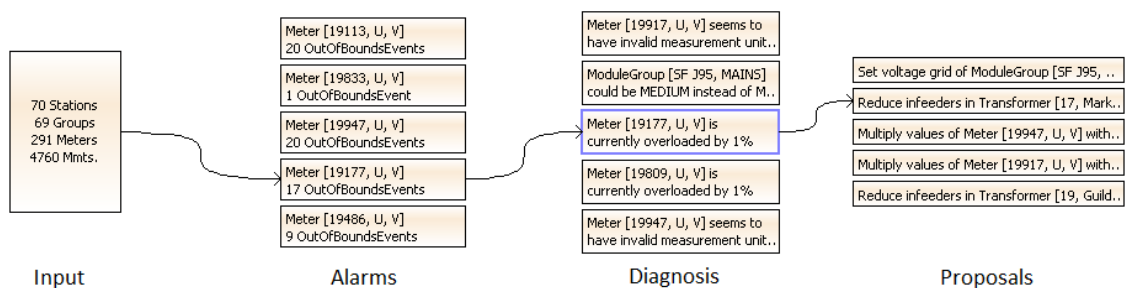 70 Stations
69 Groups
291 Meters
4760 Mmts.
Input
Meter [19113, U, V]
20 OutOfBoundsEvents
Meter [19833, U, V]
1 OutOfBoundsEvent
Meter [19947, U, V]
20 OutOfBoundsEvents
Meter [19177, U, V]
17 OutOfBoundsEvents
Meter [19486, U, V]
9 OutOfBoundsEvents
Alarms
Meter [19917, U, V] seems to
have invalid measurement unit..
ModuleGroup [SF J95, MAINS]
could be MEDIUM instead of M..
Meter [19177, U, V] is
currently overloaded by 1%
Meter [19809, U, V] is
currently overloaded by 1%
Meter [19947, U, V] seems to
have invalid measurement unit..
Diagnosis
Set voltage grid of ModuleGroup [SF J95, ..
Reduce infeeders in Transformer [17, Mark..
Multiply values of Meter [19947, U, V] with..
Multiply values of Meter [19917, U, V] with..
Reduce infeeders in Transformer [19, Guild..
Proposals